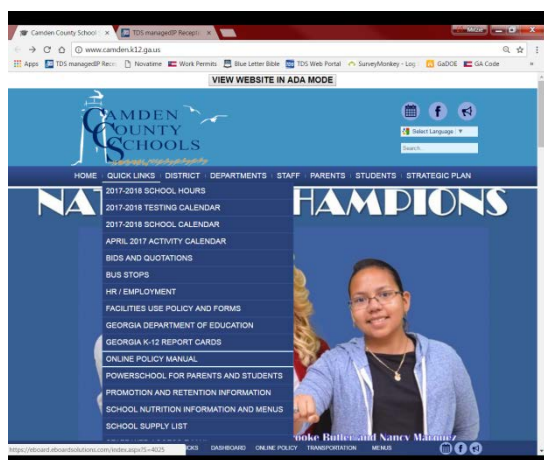 Camden County School
TDS managedIP Recepti
www.camden.k12.ga.us
Apps
TDS managedIP Rece
Novatime
Work Permits
Blue Letter Bible
TDS Web Portal
SurveyMonkey - Log
GaDOE
GA Code
VIEW WEBSITE IN ADA MODE
CAMDEN
COUNTY
SCHOOLS
Select Language
Search...
HOME QUICK LINKS DISTRICT DEPARTMENTS STAFF PARENTS STUDENTS STRATEGIC PLAN
2017-2018 SCHOOL HOURS
2017-2018 TESTING CALENDAR
2017-2018 SCHOOL CALENDAR
APRIL 2017 ACTIVITY CALENDAR
BIDS AND QUOTATIONS
BUS STOPS
HR / EMPLOYMENT
FACILITIES USE POLICY AND FORMS
GEORGIA DEPARTMENT OF EDUCATION
GEORGIA K-12 REPORT CARDS
ONLINE POLICY MANUAL
POWERSCHOOL FOR PARENTS AND STUDENTS
PROMOTION AND RETENTION INFORMATION
SCHOOL NUTRITION INFORMATION AND MENUS
SCHOOL SUPPLY LIST
NAT HAMPIONS
ooke Butler and Nancy Marquez
https://eboard.eboardsolutions.com/index.aspx?S=4025
DASHBOARD ONLINE POLICY TRANSPORTATION MENUS